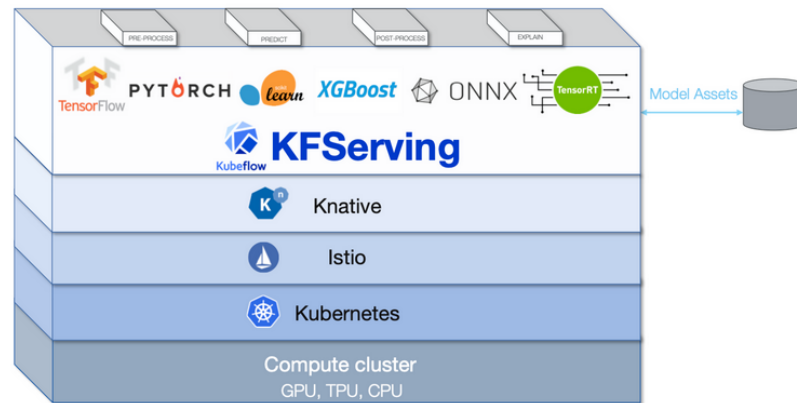 PRE-PROCESS PREDICT POST-PROCESS EXPLAIN
TensorFlow PYTORCH learn XGBoost ONNX TensorRT
Model Assets
Kubeflow KFServing
K n Knative
Istio
Kubernetes
Compute cluster
GPU, TPU, CPU